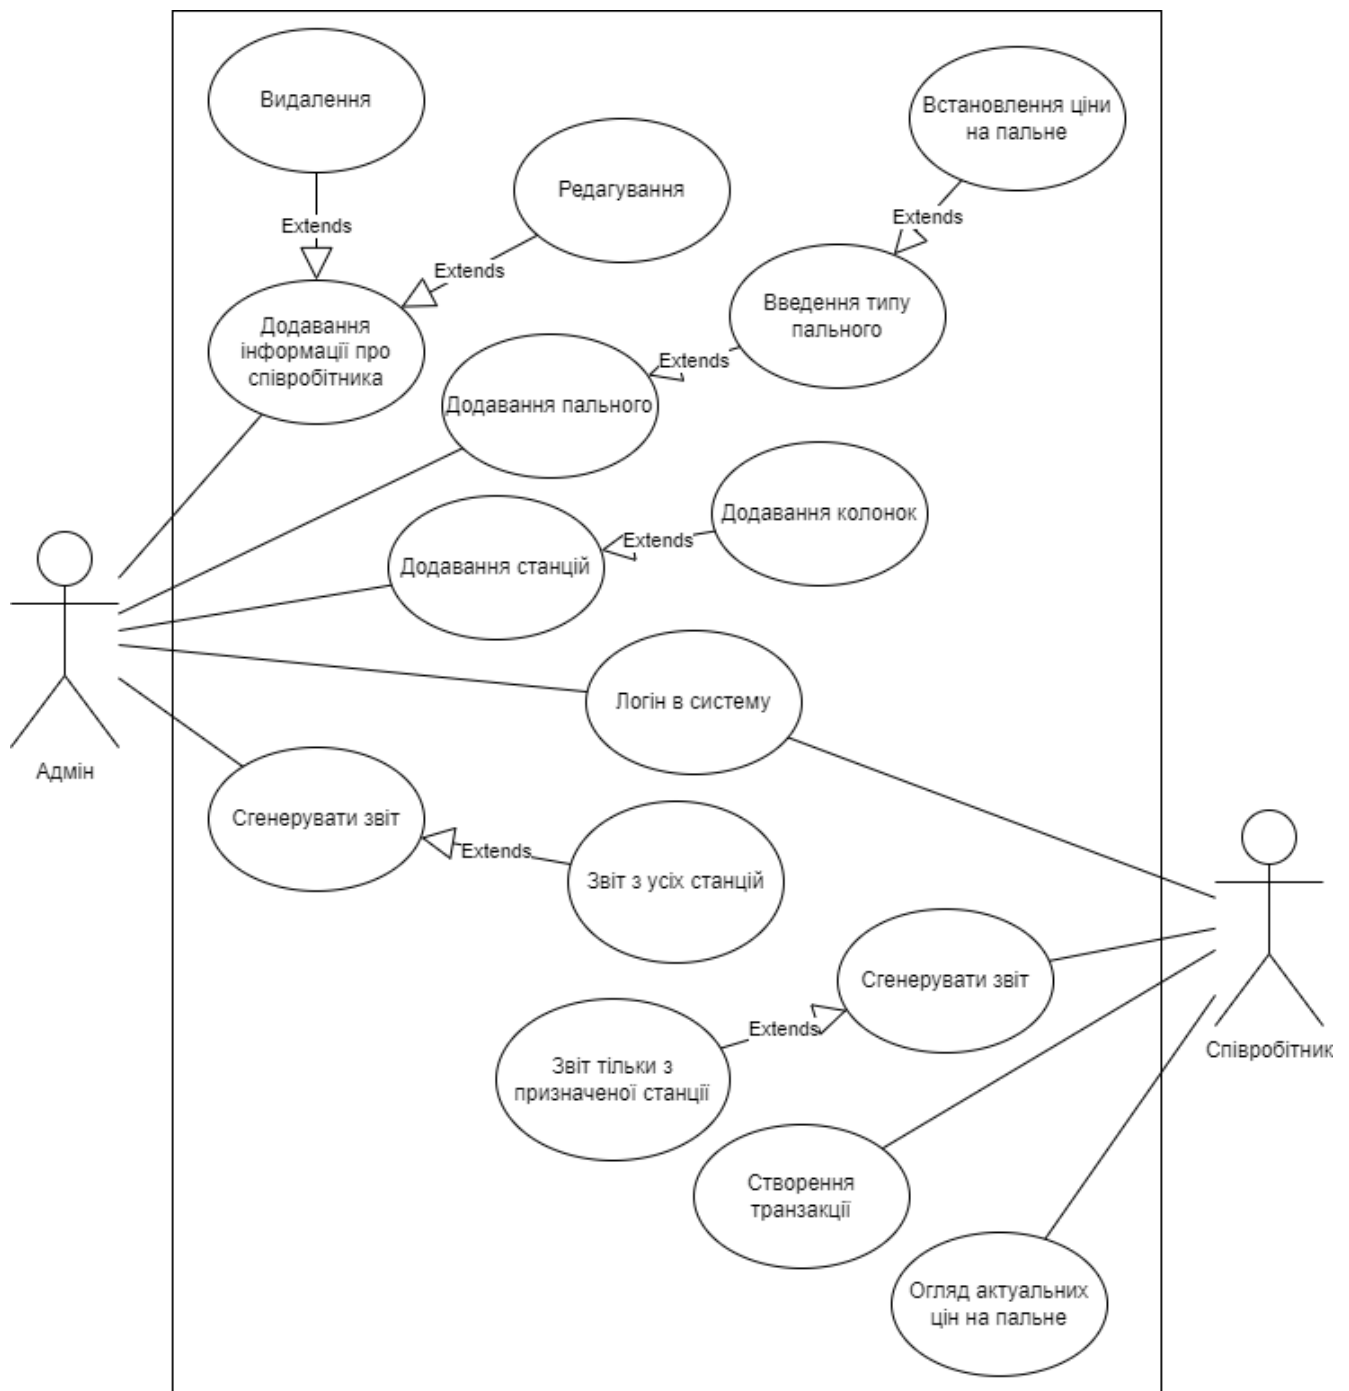 Видалення
Встановлення ціни
на пальне
Редагування
Extends
Extends
Extends
Введення типу
пального
Додавання
інформації про
співробітника
Extends
Додавання пального
Додавання колонок
Extends
Додавання станцій
Логін в систему
Адмін
Сгенерувати звіт
Extends
Звіт з усіх станцій
Сгенерувати звіт
Extends
Співробітник
Звіт тільки з
призначеної станції
Створення
транзакції
Огляд актуальних
цін на пальне